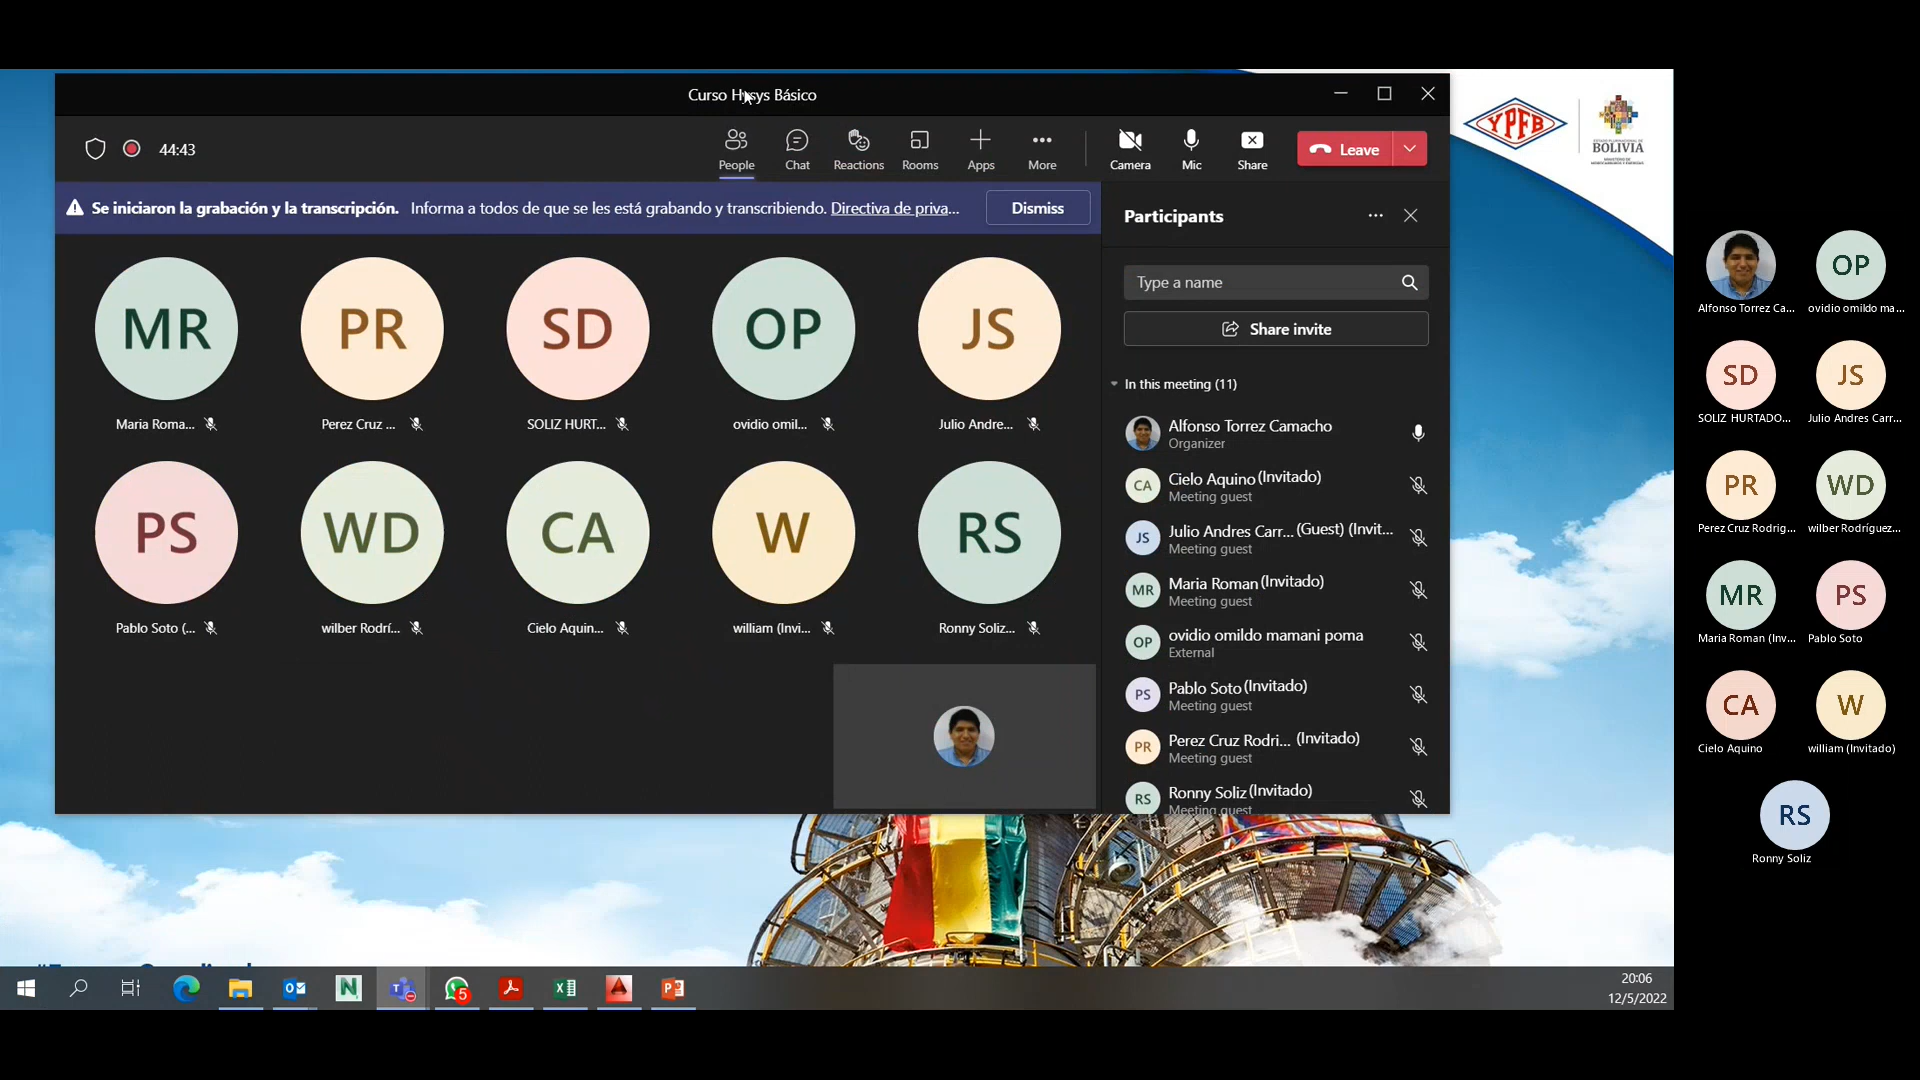 Curso Hysys Básico
44:43
People
Chat
Reactions
Rooms
Apps
More
Camera
Mic
Share
Leave
YPFB
BOLIVIA
Se iniciaron la grabación y la transcripción. Informa a todos de que se les está grabando y transcribiendo. Directiva de priva...
Dismiss
Participants
Type a name
Share invite
In this meeting (11)
MR
PR
SD
OP
JS
Maria Roma...
Perez Cruz ...
SOLIZ HURT...
ovidio omil...
Julio Andre...
PS
WD
CA
W
RS
Pablo Soto (...
wilber Rodrí...
Cielo Aquin...
william (Invi...
Ronny Soliz...
Alfonso Torrez Camacho
Organizer
CA
Cielo Aquino (Invitado)
Meeting guest
JS
Julio Andres Carr... (Guest) (Invit...
Meeting guest
MR
Maria Roman (Invitado)
Meeting guest
OP
ovidio omildo mamani poma
External
PS
Pablo Soto (Invitado)
Meeting guest
PR
Perez Cruz Rodri... (Invitado)
Meeting guest
RS
Ronny Soliz (Invitado)
Meeting guest
OP
Alfonso Torrez Ca...
ovidio omildo ma...
SD
JS
SOLIZ HURTADO...
Julio Andres Carr...
PR
WD
Perez Cruz Rodrig...
wilber Rodríguez...
MR
PS
Maria Roman (Inv...
Pablo Soto
CA
W
Cielo Aquino
william (Invitado)
RS
Ronny Soliz
5
20:06
12/5/2022